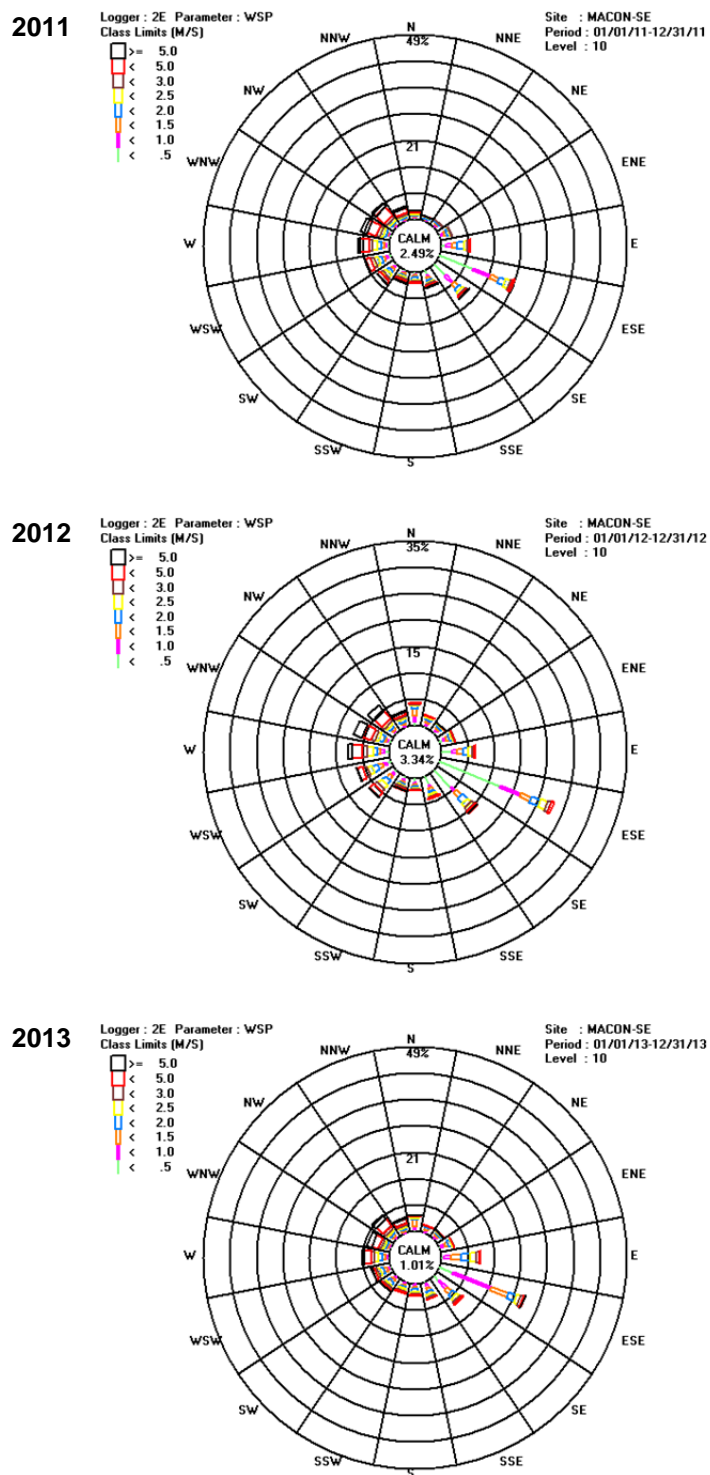 2011
Logger : 2E Parameter : WSP
Class Limits (M/S)
>= 5.0
< 5.0
< 3.0
< 2.5
< 2.0
< 1.5
< 1.0
< .5
Site : MACON-SE
Period : 01/01/11-12/31/11
Level : 10
N
49%
NNW
NNE
NW
NE
21
WNW
ENE
W
CALM
2.49%
E
WSW
ESE
SW
SE
SSW
SSE
S
2012
Logger : 2E Parameter : WSP
Class Limits (M/S)
>= 5.0
< 5.0
< 3.0
< 2.5
< 2.0
< 1.5
< 1.0
< .5
Site : MACON-SE
Period : 01/01/12-12/31/12
Level : 10
N
35%
NNW
NNE
NW
NE
15
WNW
ENE
W
CALM
3.34%
E
WSW
ESE
SW
SE
SSW
SSE
S
2013
Logger : 2E Parameter : WSP
Class Limits (M/S)
>= 5.0
< 5.0
< 3.0
< 2.5
< 2.0
< 1.5
< 1.0
< .5
Site : MACON-SE
Period : 01/01/13-12/31/13
Level : 10
N
49%
NNW
NNE
NW
NE
21
WNW
ENE
W
CALM
1.01%
E
WSW
ESE
SW
SE
SSW
SSE
S